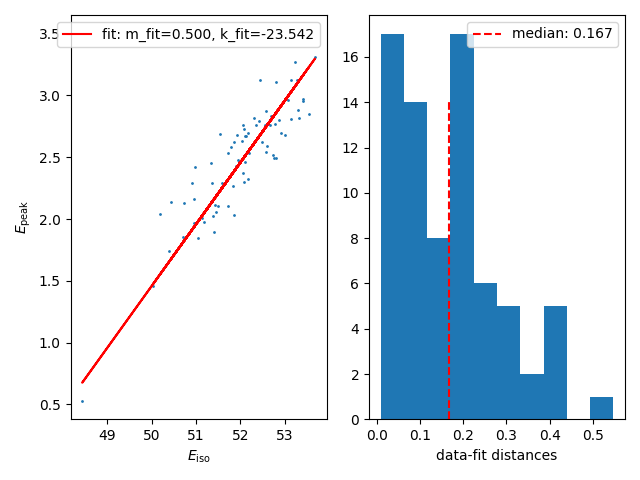 fit: m_fit=0.500, k_fit=-23.542
3.5
3.0
2.5
2.0
1.5
1.0
0.5
E_peak
49 50 51 52 53
E_iso
median: 0.167
16
14
12
10
8
6
4
2
0
0.0 0.1 0.2 0.3 0.4 0.5
data-fit distances